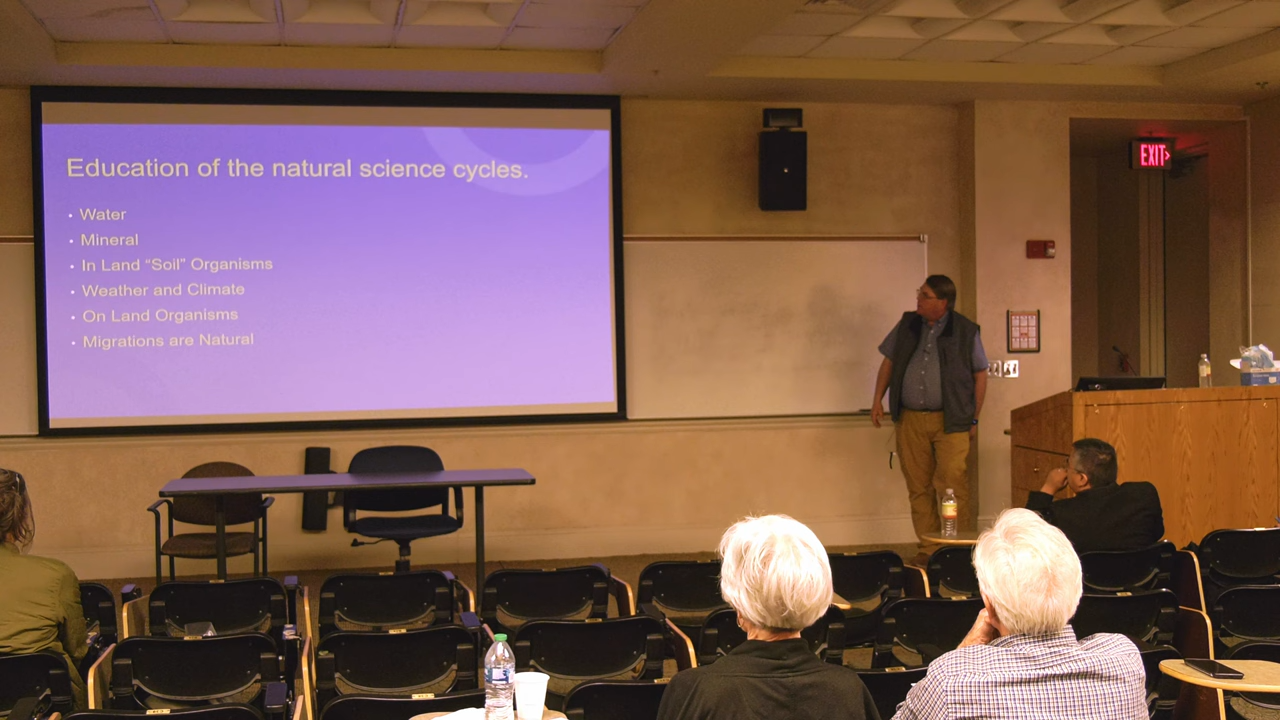 Education of the natural science cycles.
• Water
• Mineral
• In Land “Soil” Organisms
• Weather and Climate
• On Land Organisms
• Migrations are Natural
EXIT